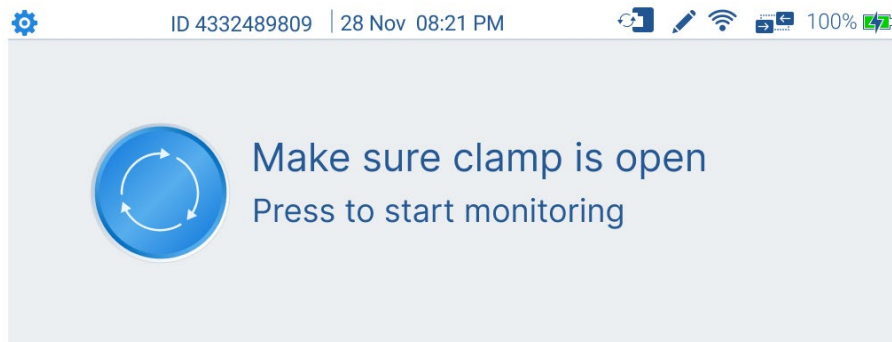 ID 4332489809 28 Nov 08:21 PM 100%
Make sure clamp is open
Press to start monitoring